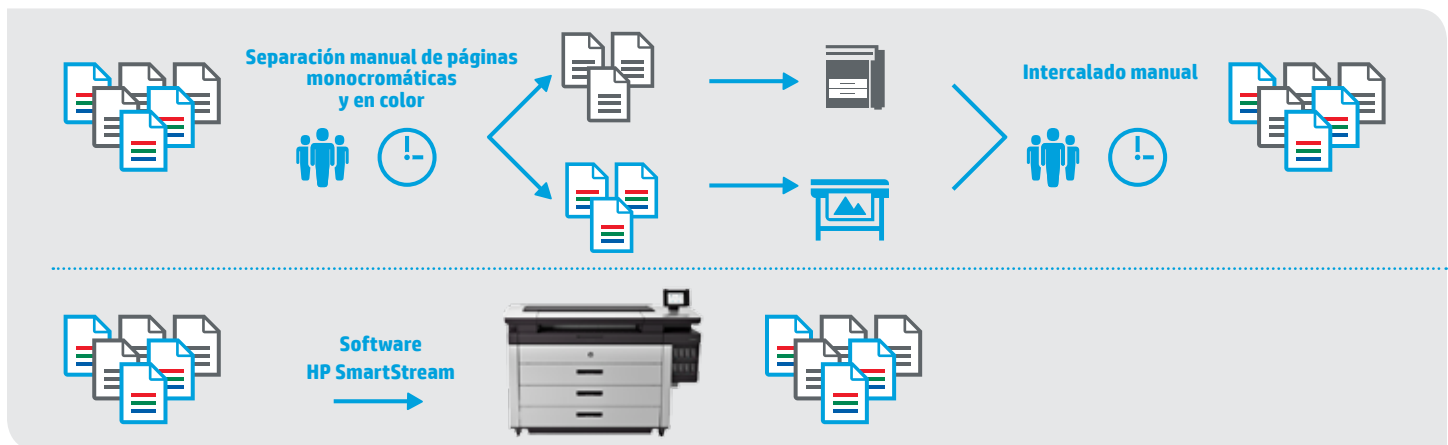 Separación manual de páginas
monocromáticas
y en color
Intercalado manual
Software
HP SmartStream